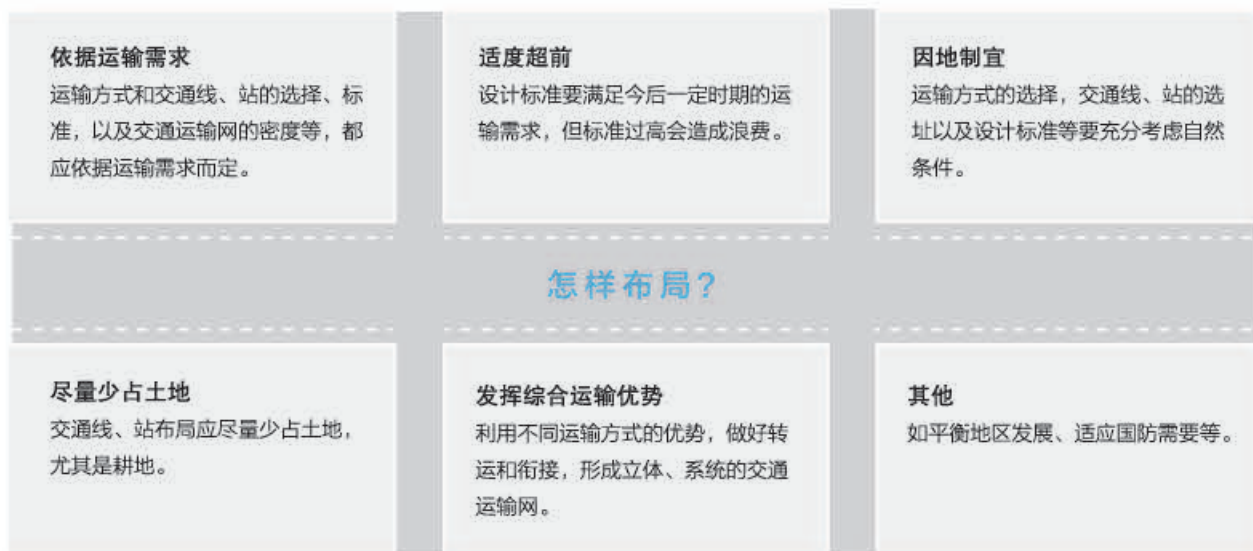 依据运输需求
运输方式和交通线、站的选择、标
准，以及交通运输网的密度等，都
应依据运输需求而定。
适度超前
设计标准要满足今后一定时期的运
输需求，但标准过高会造成浪费。
因地制宜
运输方式的选择，交通线、站的选
址以及设计标准等要充分考虑自然
条件。
怎样布局?
尽量少占土地
交通线、站布局应尽量少占土地，
尤其是耕地。
发挥综合运输优势
利用不同运输方式的优势，做好转
运和衔接，形成立体、系统的交通
运输网。
其他
如平衡地区发展、适应国防需要等。